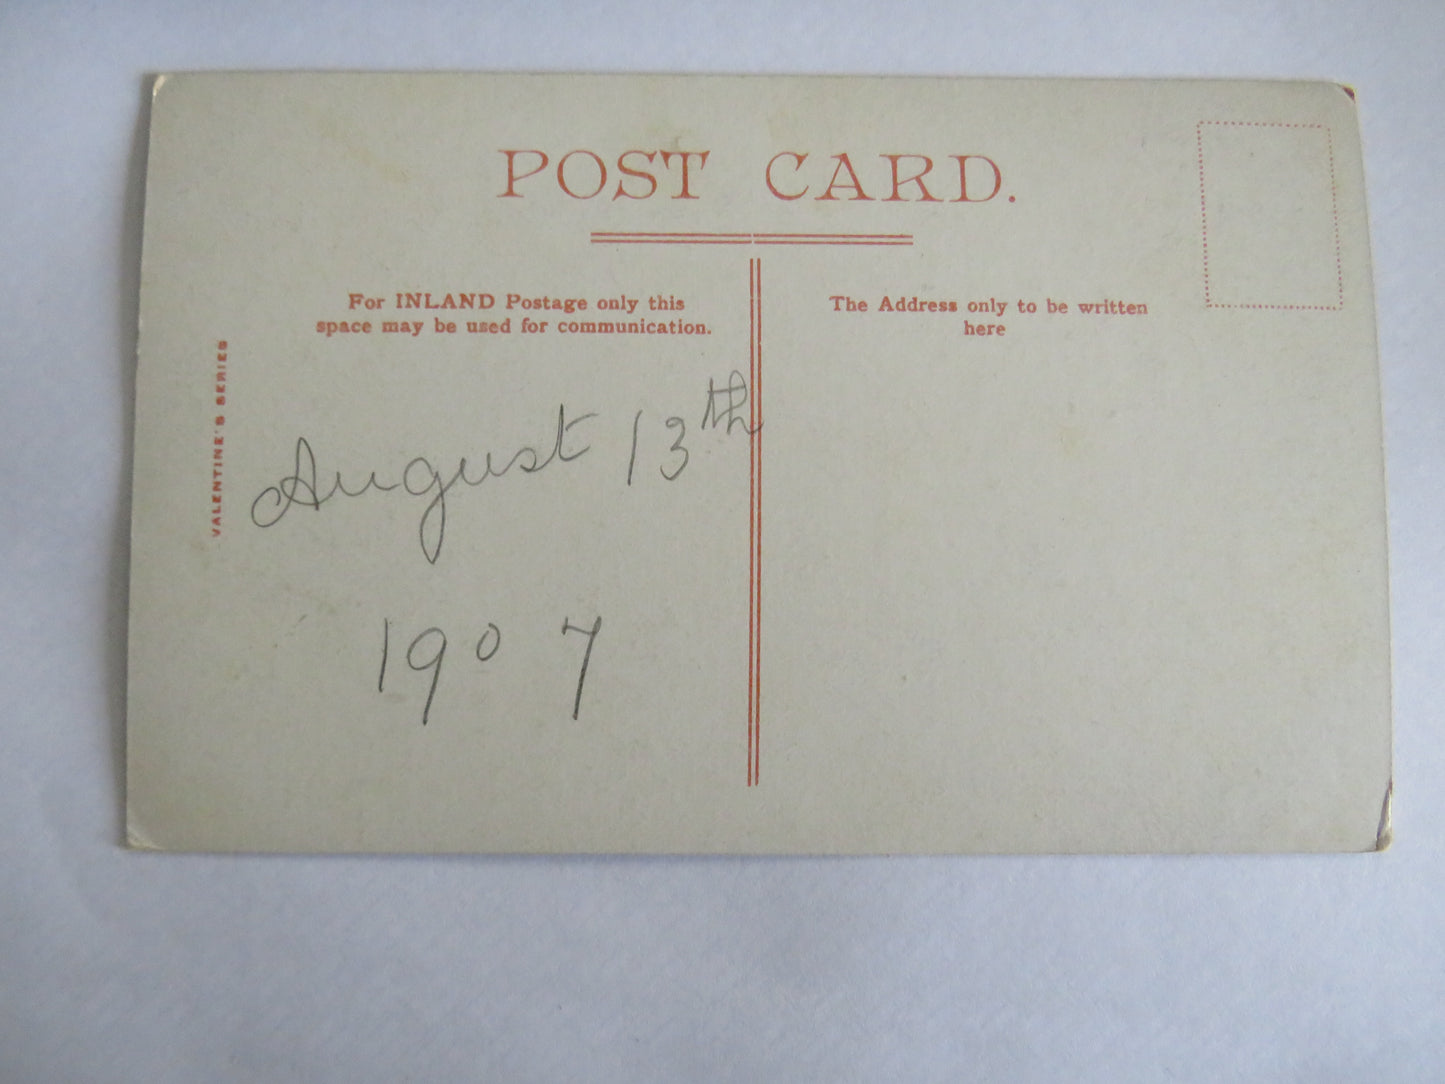 POST CARD.
For INLAND Postage only this
space may be used for communication.
The Address only to be written
here
VALENTINE'S SERIES
August 13th
1907